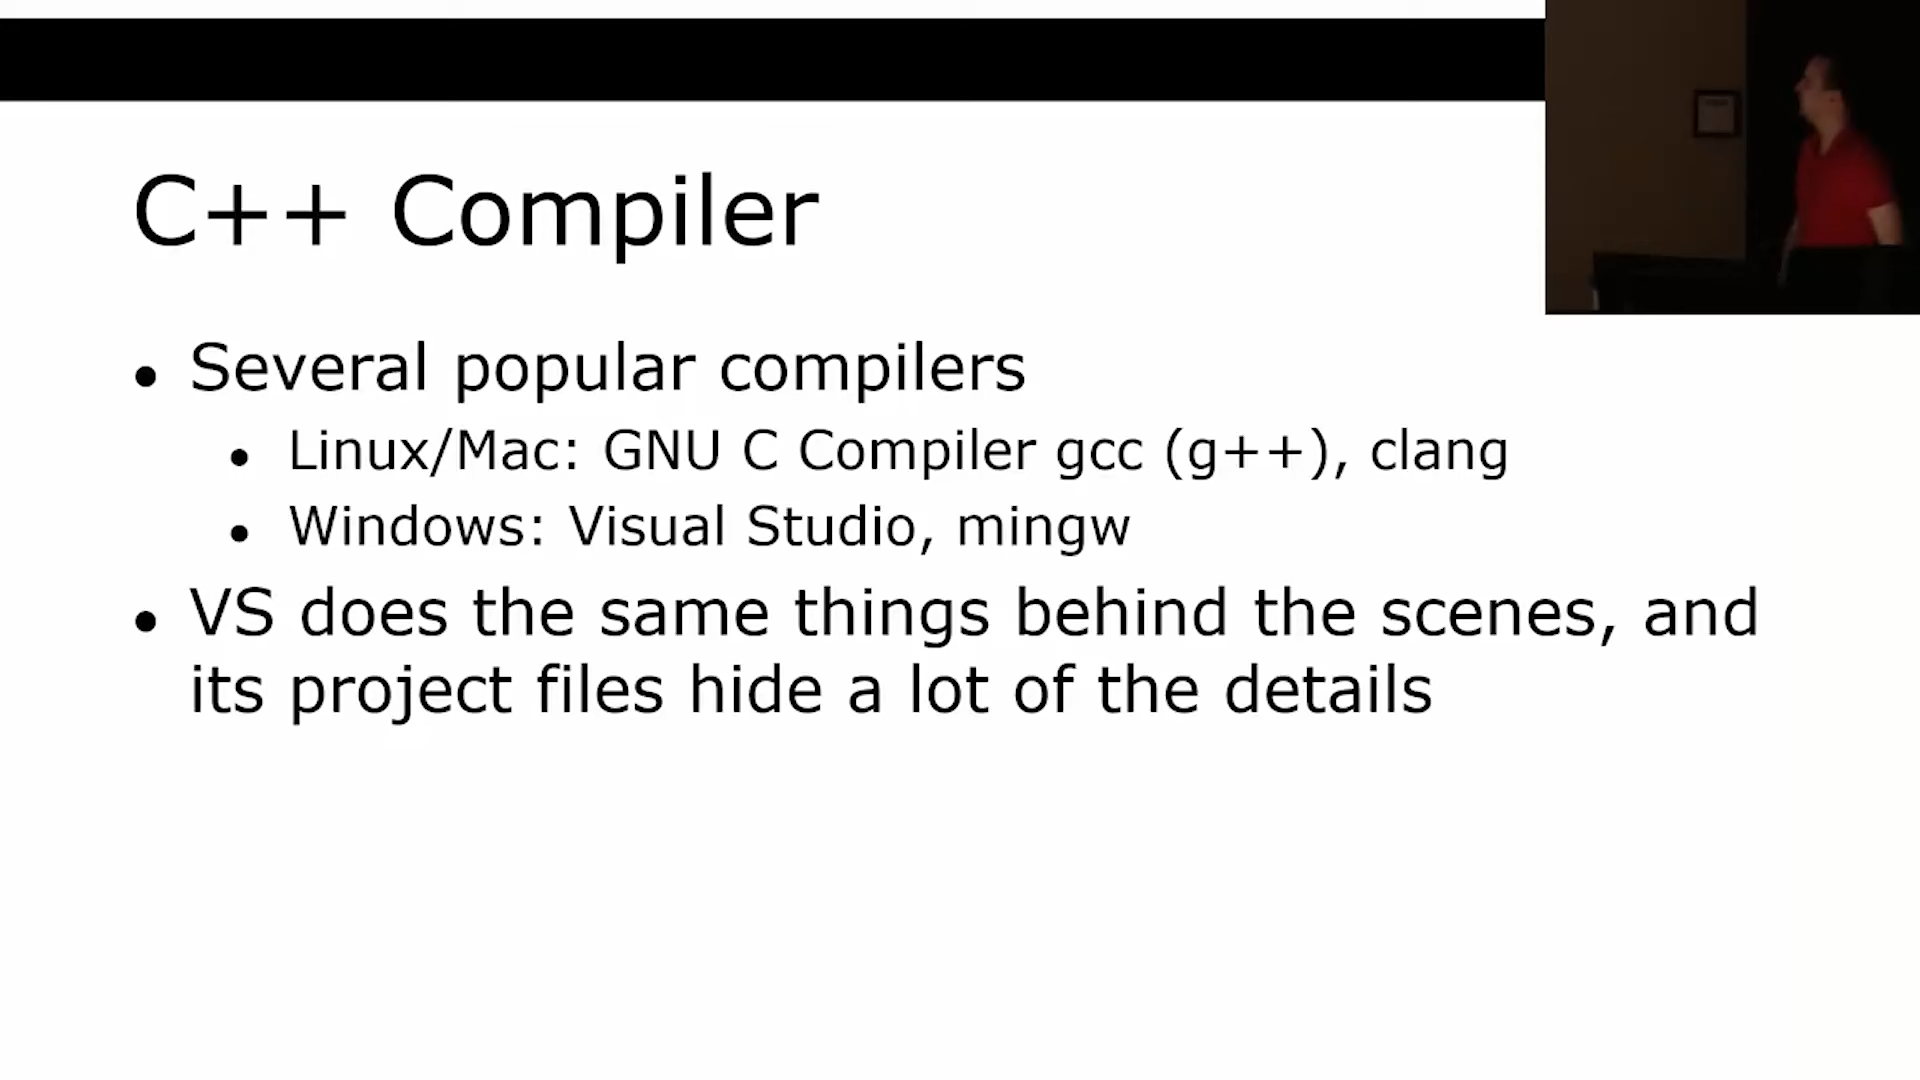 C++ Compiler
• Several popular compilers
• Linux/Mac: GNU C Compiler gcc (g++), clang
• Windows: Visual Studio, mingw
• VS does the same things behind the scenes, and
its project files hide a lot of the details